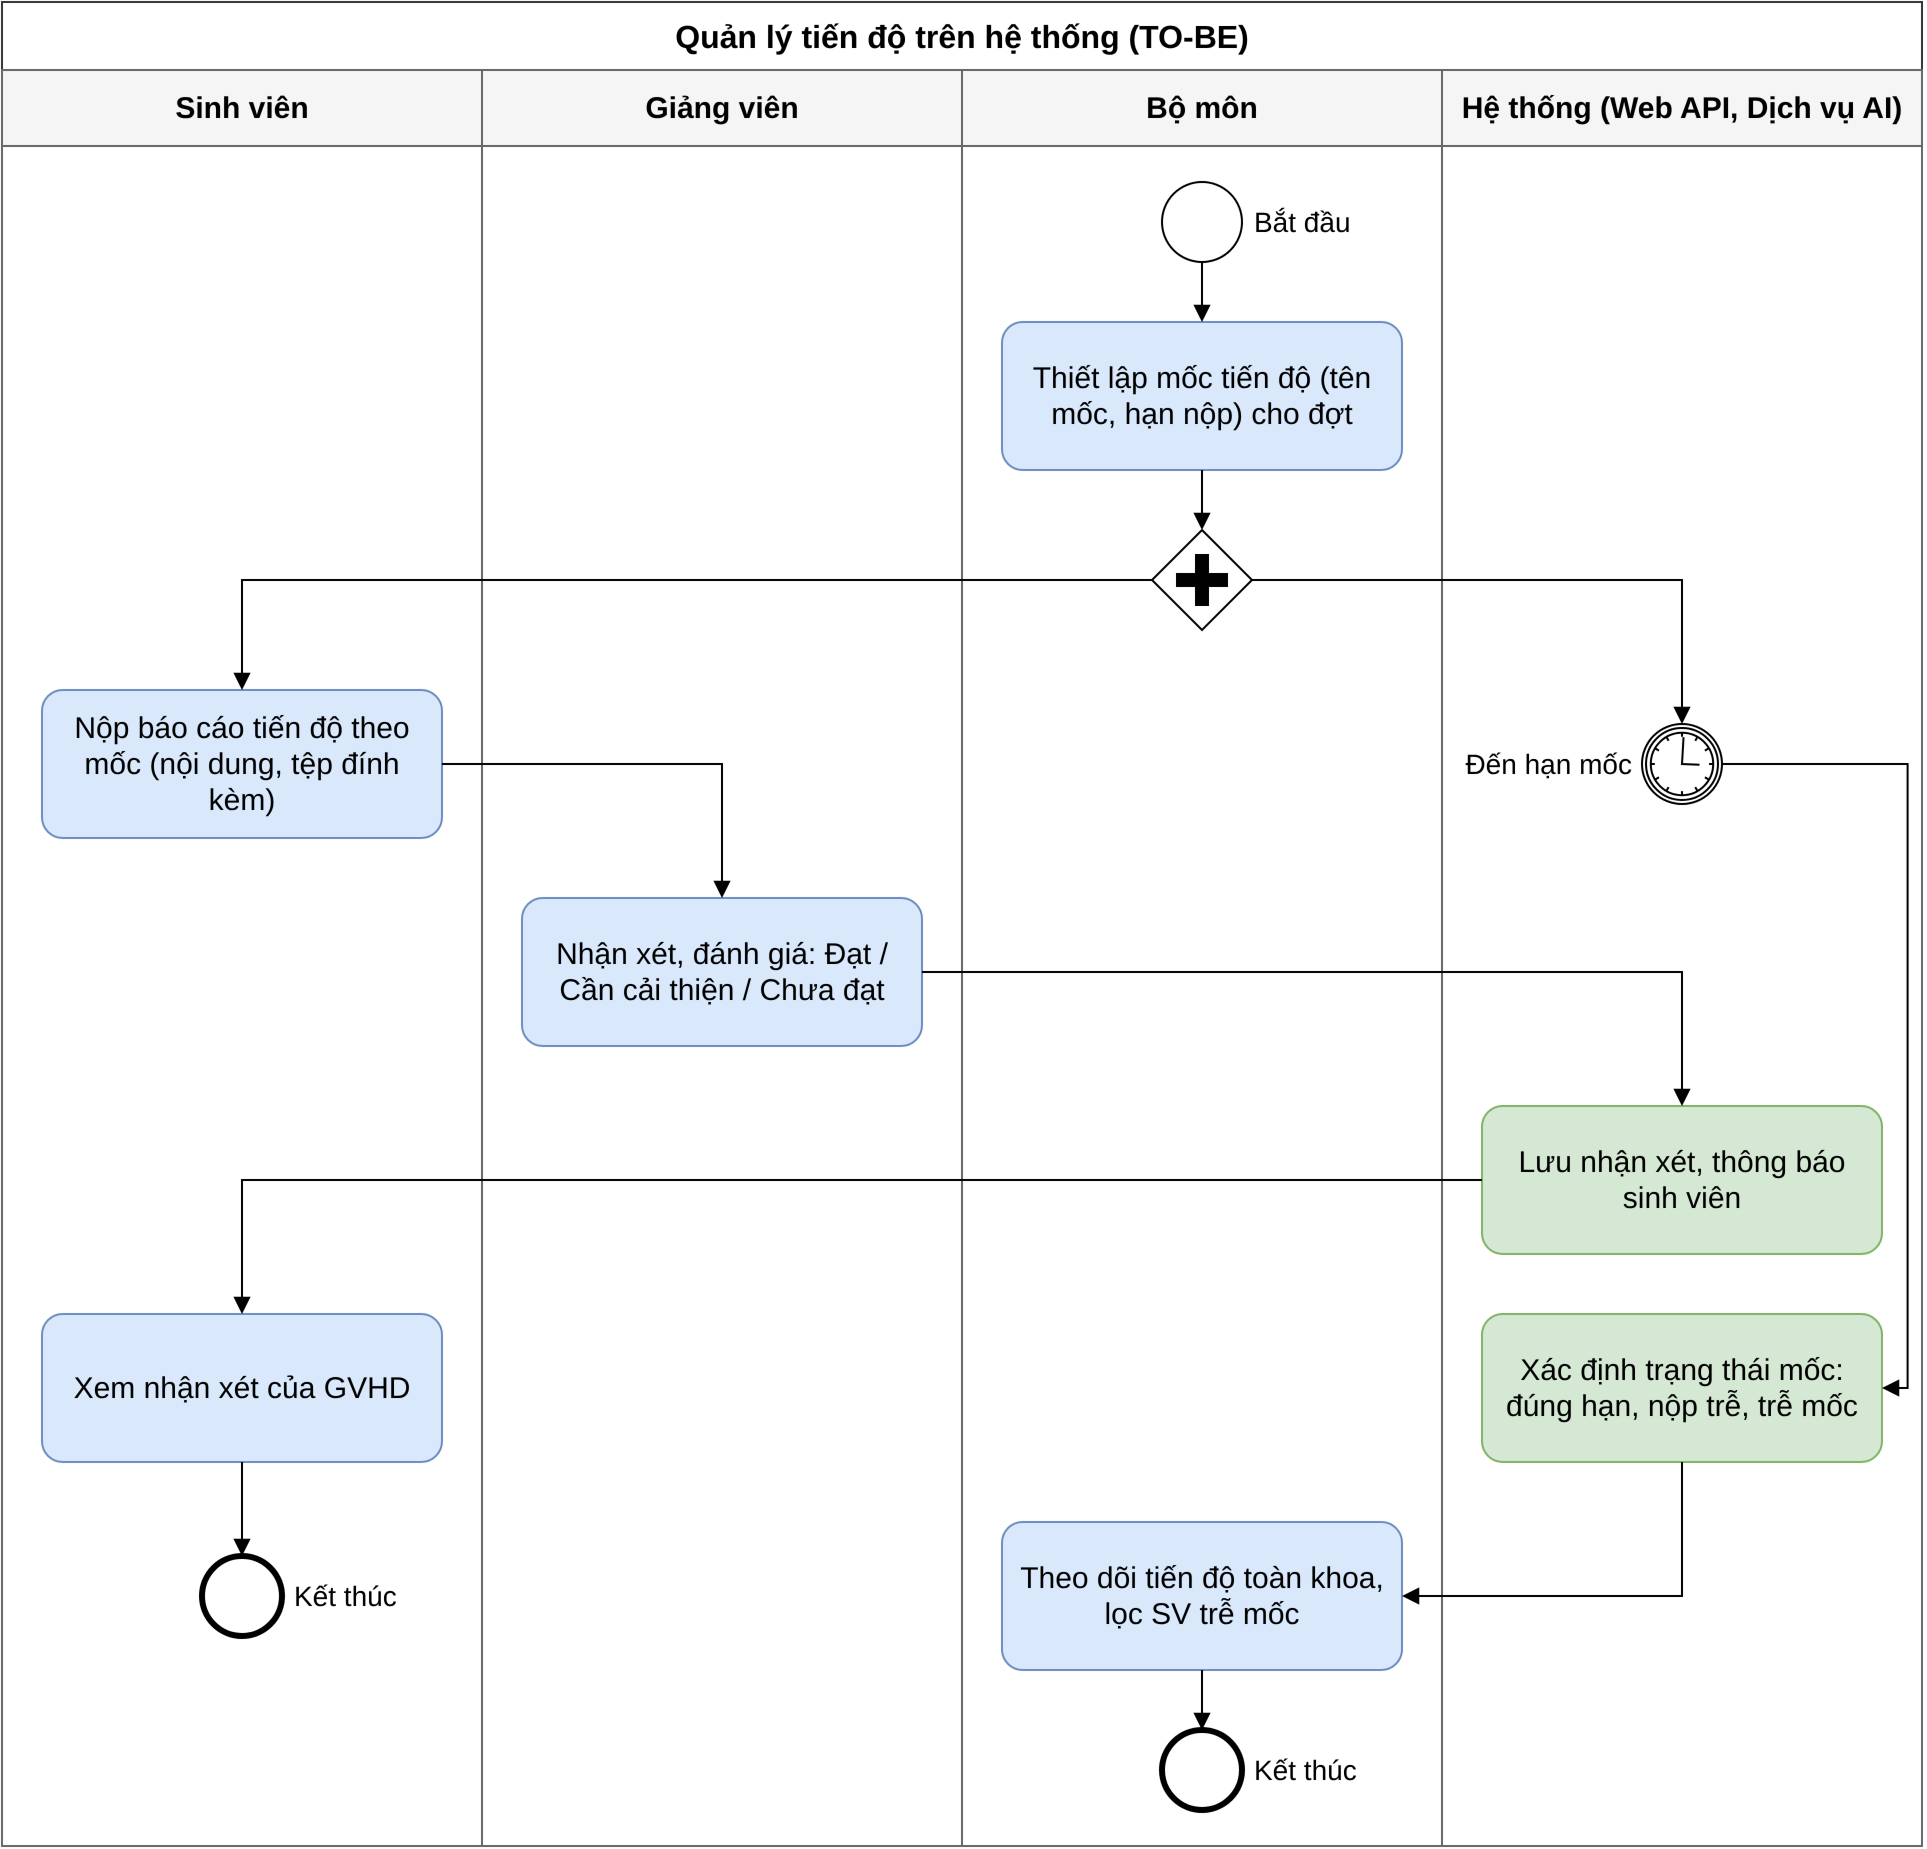 Quản lý tiến độ trên hệ thống (TO-BE)
Sinh viên
Giảng viên
Bộ môn
Hệ thống (Web API, Dịch vụ AI)
Bắt đầu
Thiết lập mốc tiến độ (tên
mốc, hạn nộp) cho đợt
Nộp báo cáo tiến độ theo
mốc (nội dung, tệp đính
kèm)
Đến hạn mốc
Nhận xét, đánh giá: Đạt /
Cần cải thiện / Chưa đạt
Lưu nhận xét, thông báo
sinh viên
Xem nhận xét của GVHD
Xác định trạng thái mốc:
đúng hạn, nộp trễ, trễ mốc
Kết thúc
Theo dõi tiến độ toàn khoa,
lọc SV trễ mốc
Kết thúc